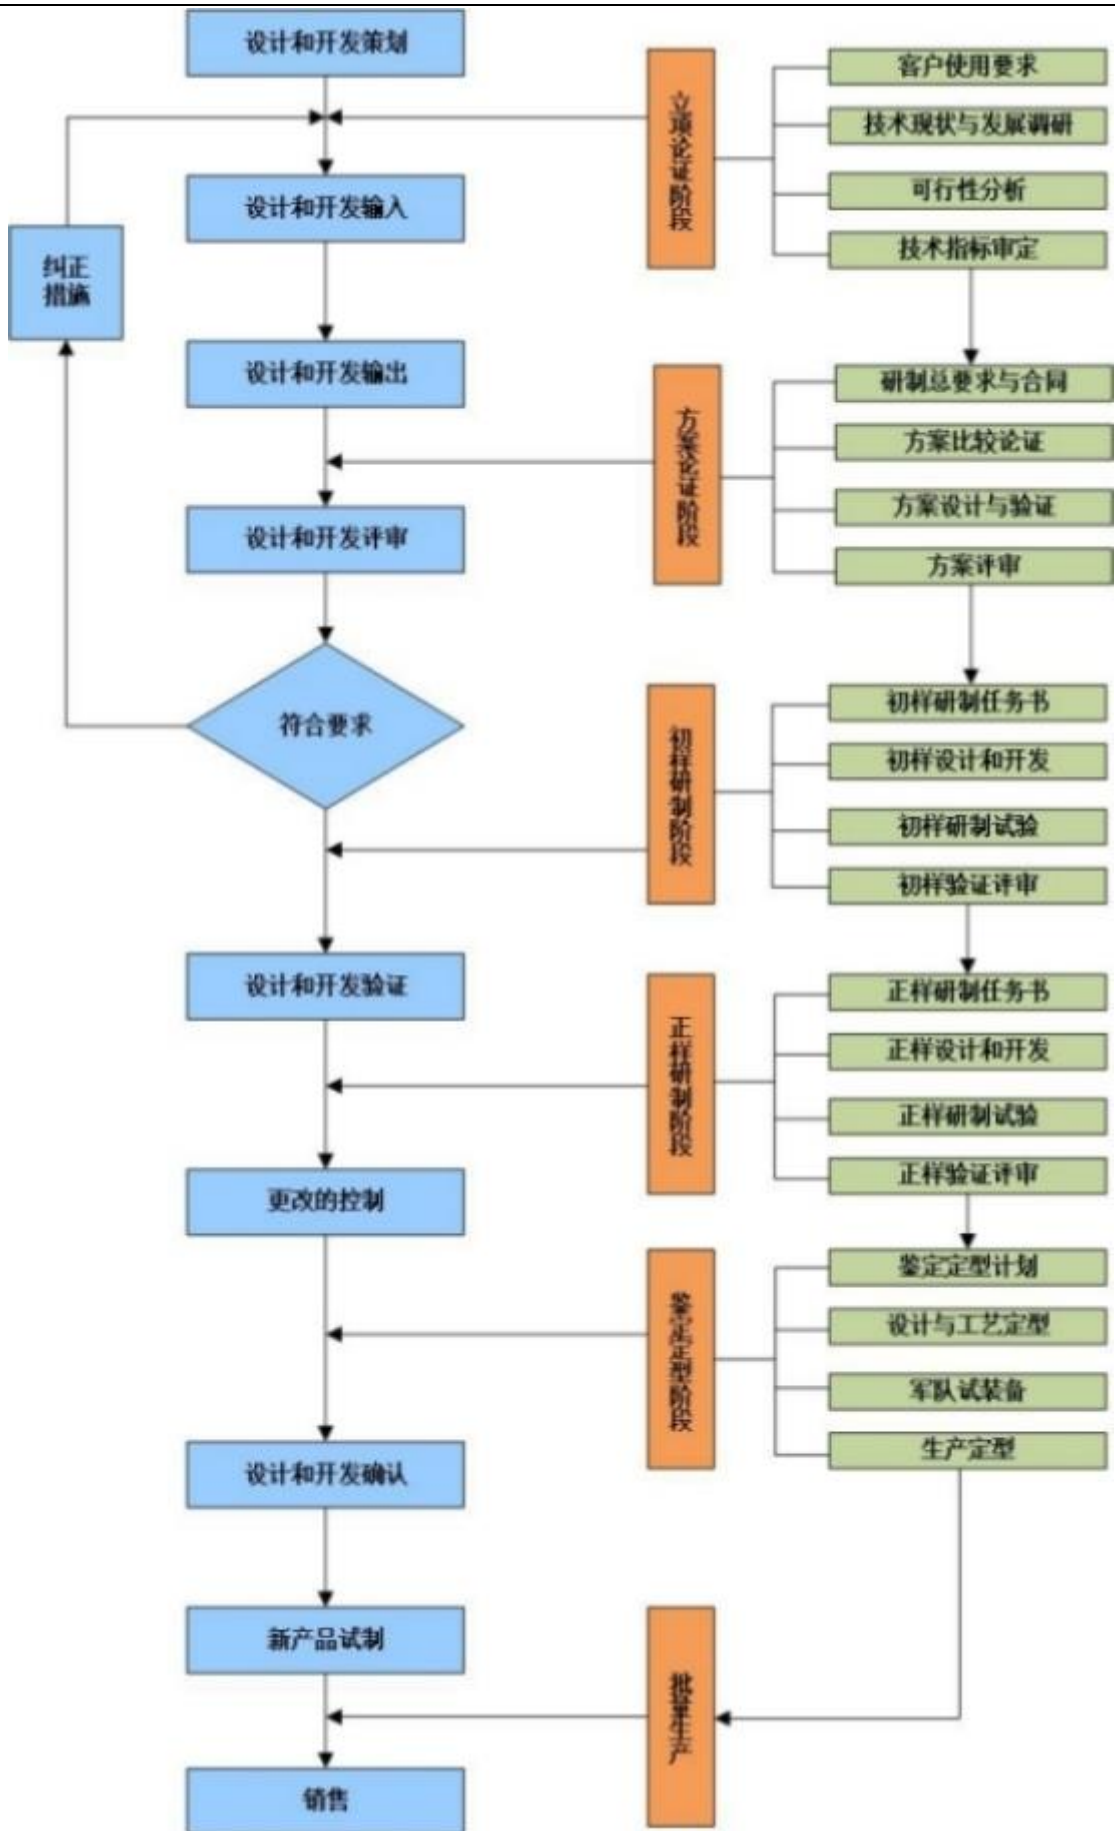 设计和开发策划
设计和开发输入
纠正
措施
设计和开发输出
设计和开发评审
符合要求
设计和开发验证
更改的控制
设计和开发确认
新产品试制
销售
立项论证阶段
客户使用要求
技术现状与发展调研
可行性分析
技术指标审定
方案论证阶段
研制总要求与合同
方案比较论证
方案设计与验证
方案评审
初样研制阶段
初样研制任务书
初样设计和开发
初样研制试验
初样验证评审
正样研制阶段
正样研制任务书
正样设计和开发
正样研制试验
正样验证评审
鉴定定型阶段
鉴定定型计划
设计与工艺定型
军队试装备
生产定型
批量生产